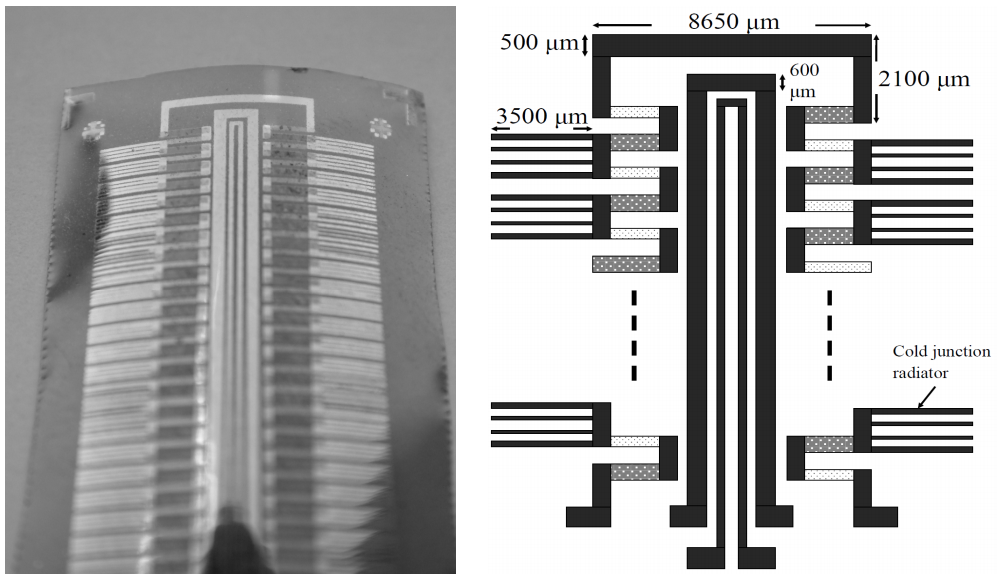 8650 μm
500 μm
600
μm
2100 μm
3500 μm
Cold junction
radiator